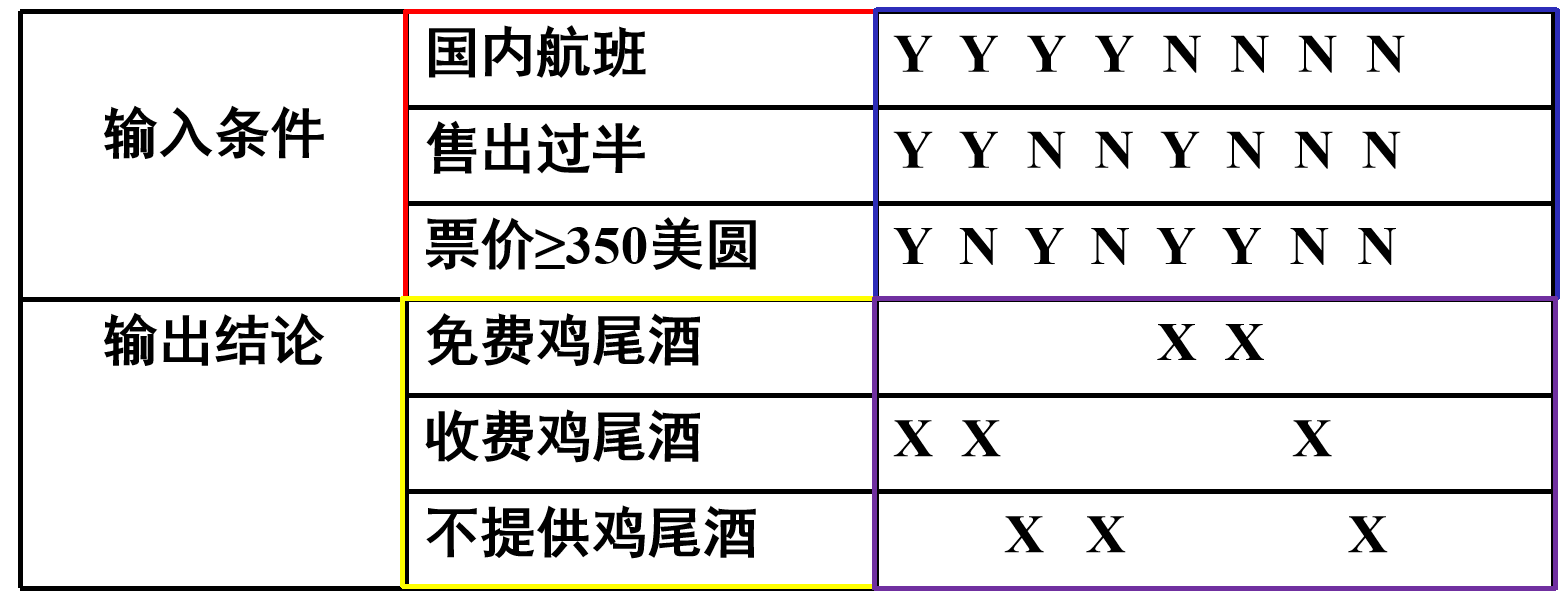 输入条件
国内航班 Y Y Y Y N N N N
售出过半 Y Y N N Y N N N
票价≥350美圆 Y N Y N Y Y N N
输出结论
免费鸡尾酒 X X
收费鸡尾酒 X X X
不提供鸡尾酒 X X X